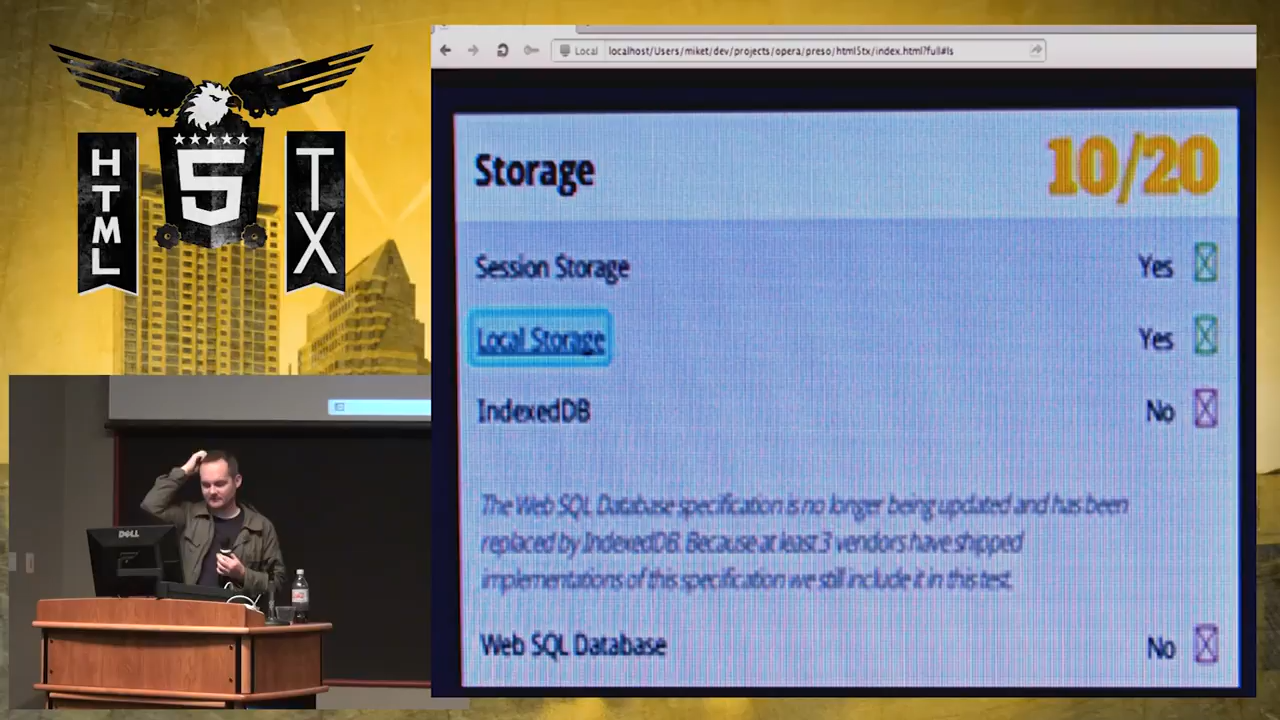 HTML
5
TX
Local
localhost/Users/miket/dev/projects/opera/preso/html5tx/index.html?full#ls
Storage
10/20
Session Storage
Yes
Local Storage
Yes
IndexedDB
No
The Web SQL Database specification is no longer being updated and has been
replaced by IndexedDB. Because at least 3 vendors have shipped
implementations of this specification we still include it in this test.
Web SQL Database
No
DELL